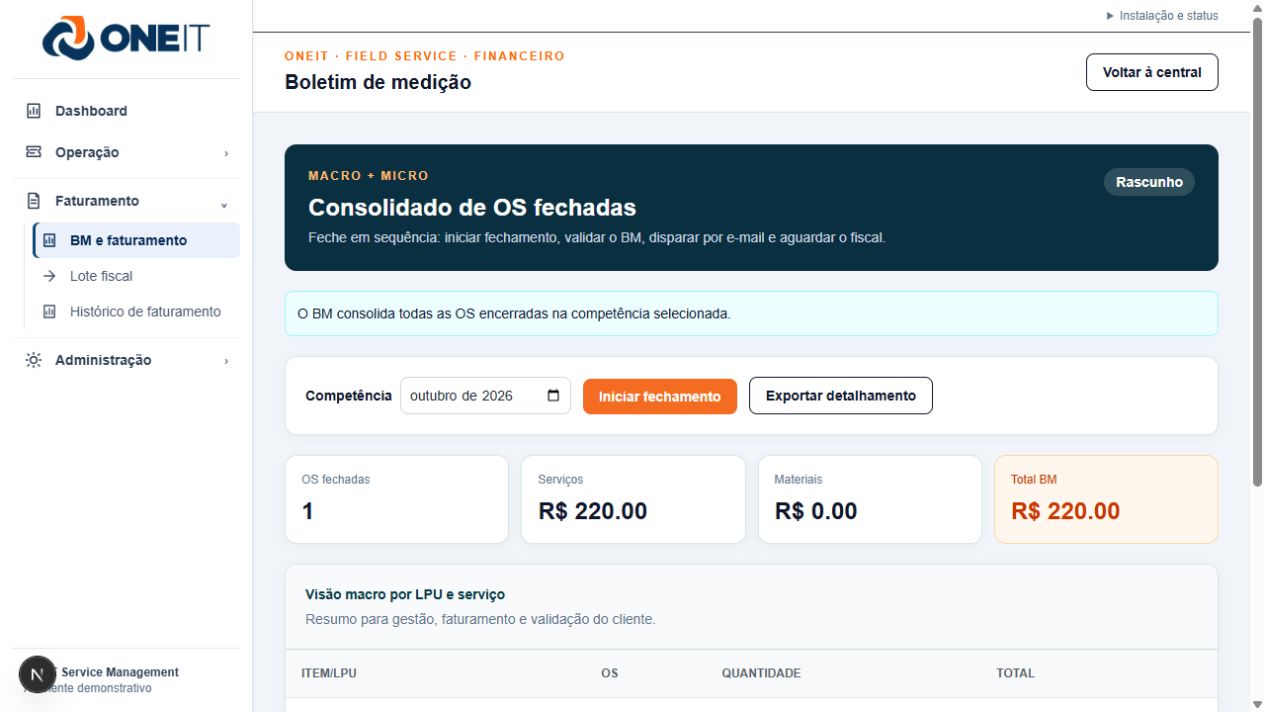 ONEIT
Dashboard
Operação
Faturamento
BM e faturamento
Lote fiscal
Histórico de faturamento
Administração
N
Service Management
demonstrativo
Instalação e status
ONEIT · FIELD SERVICE · FINANCEIRO
Boletim de medição
Voltar à central
MACRO + MICRO
Consolidado de OS fechadas
Feche em sequência: iniciar fechamento, validar o BM, disparar por e-mail e aguardar o fiscal.
Rascunho
O BM consolida todas as OS encerradas na competência selecionada.
Competência
outubro de 2026
Iniciar fechamento
Exportar detalhamento
OS fechadas
1
Serviços
R$ 220.00
Materiais
R$ 0.00
Total BM
R$ 220.00
Visão macro por LPU e serviço
Resumo para gestão, faturamento e validação do cliente.
ITEM/LPU OS QUANTIDADE TOTAL